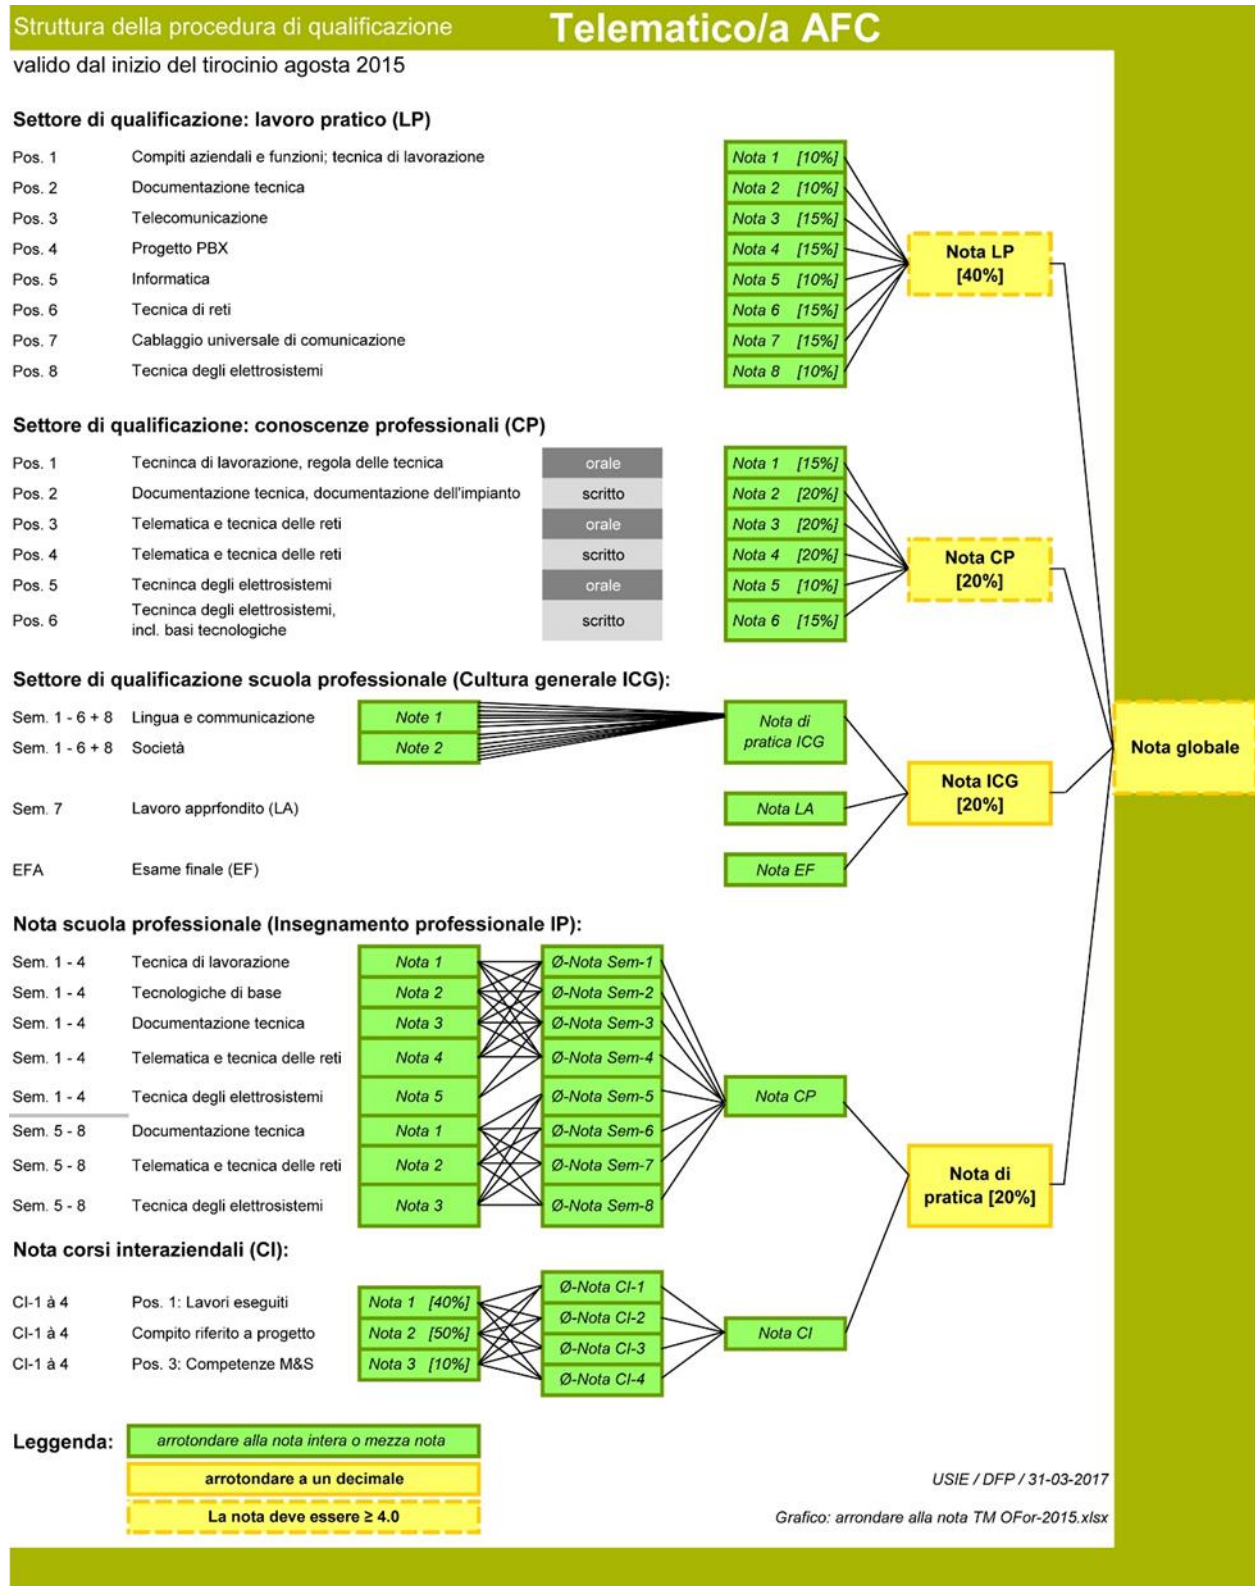 Struttura della procedura di qualificazione Telematico/a AFC
valido dal inizio del tirocinio agosta 2015
Settore di qualificazione: lavoro pratico (LP)
Pos. 1 Compiti aziendali e funzioni; tecnica di lavorazione Nota 1 [10%]
Pos. 2 Documentazione tecnica Nota 2 [10%]
Pos. 3 Telecomunicazione Nota 3 [15%]
Pos. 4 Progetto PBX Nota 4 [15%]
Nota LP
[40%]
Pos. 5 Informatica Nota 5 [10%]
Pos. 6 Tecnica di reti Nota 6 [15%]
Pos. 7 Cablaggio universale di comunicazione Nota 7 [15%]
Pos. 8 Tecnica degli elettrosistemi Nota 8 [10%]
Settore di qualificazione: conoscenze professionali (CP)
Pos. 1 Tecninca di lavorazione, regola delle tecnica orale Nota 1 [15%]
Pos. 2 Documentazione tecnica, documentazione dell'impianto scritto Nota 2 [20%]
Pos. 3 Telematica e tecnica delle reti orale Nota 3 [20%]
Pos. 4 Telematica e tecnica delle reti scritto Nota 4 [20%]
Nota CP
[20%]
Pos. 5 Tecninca degli elettrosistemi orale Nota 5 [10%]
Pos. 6 Tecninca degli elettrosistemi,
incl. basi tecnologiche scritto Nota 6 [15%]
Settore di qualificazione scuola professionale (Cultura generale ICG):
Sem. 1 - 6 + 8 Lingua e communicazione Note 1
Nota di
pratica ICG
Sem. 1 - 6 + 8 Società Note 2
Nota globale
Nota ICG
[20%]
Sem. 7 Lavoro apprfondito (LA) Nota LA
EFA Esame finale (EF) Nota EF
Nota scuola professionale (Insegnamento professionale IP):
Sem. 1 - 4 Tecnica di lavorazione Nota 1 Ø-Nota Sem-1
Sem. 1 - 4 Tecnologiche di base Nota 2 Ø-Nota Sem-2
Sem. 1 - 4 Documentazione tecnica Nota 3 Ø-Nota Sem-3
Sem. 1 - 4 Telematica e tecnica delle reti Nota 4 Ø-Nota Sem-4
Sem. 1 - 4 Tecnica degli elettrosistemi Nota 5 Ø-Nota Sem-5 Nota CP
Sem. 5 - 8 Documentazione tecnica Nota 1 Ø-Nota Sem-6
Sem. 5 - 8 Telematica e tecnica delle reti Nota 2 Ø-Nota Sem-7
Nota di
pratica [20%]
Sem. 5 - 8 Tecnica degli elettrosistemi Nota 3 Ø-Nota Sem-8
Nota corsi interaziendali (CI):
Ø-Nota CI-1
CI-1 à 4 Pos. 1: Lavori eseguiti Nota 1 [40%]
Ø-Nota CI-2
CI-1 à 4 Compito riferito a progetto Nota 2 [50%] Nota CI
Ø-Nota CI-3
CI-1 à 4 Pos. 3: Competenze M&S Nota 3 [10%]
Ø-Nota CI-4
Leggenda: arrotondare alla nota intera o mezza nota
arrotondare a un decimale USIE / DFP / 31-03-2017
La nota deve essere ≥ 4.0 Grafico: arrondare alla nota TM OFor-2015.xlsx